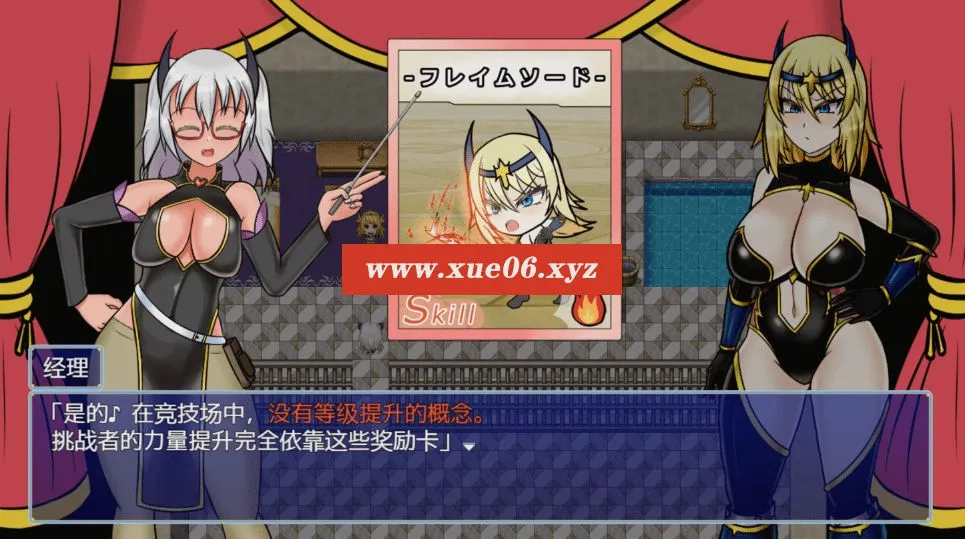 -フレイムソード-
www.xue06.xyz
Skill
经理
「是的♪ 在竞技场中，没有等级提升的概念。
挑战者的力量提升完全依靠这些奖励卡」